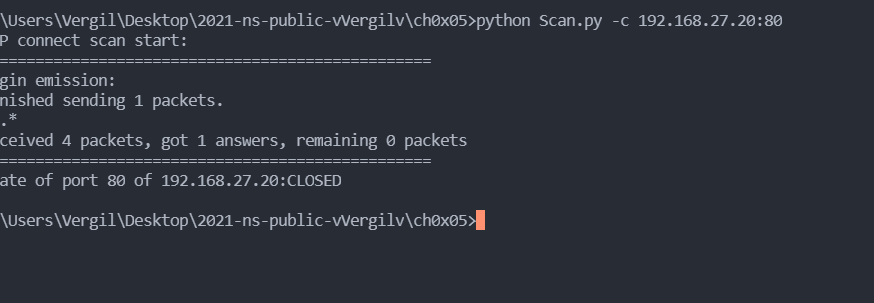 \Users\Vergil\Desktop\2021-ns-public-vVergilv\ch0x05>python Scan.py -c 192.168.27.20:80
P connect scan start:
================================================
gin emission:
nished sending 1 packets.
.*
ceived 4 packets, got 1 answers, remaining 0 packets
================================================
ate of port 80 of 192.168.27.20:CLOSED
\Users\Vergil\Desktop\2021-ns-public-vVergilv\ch0x05>